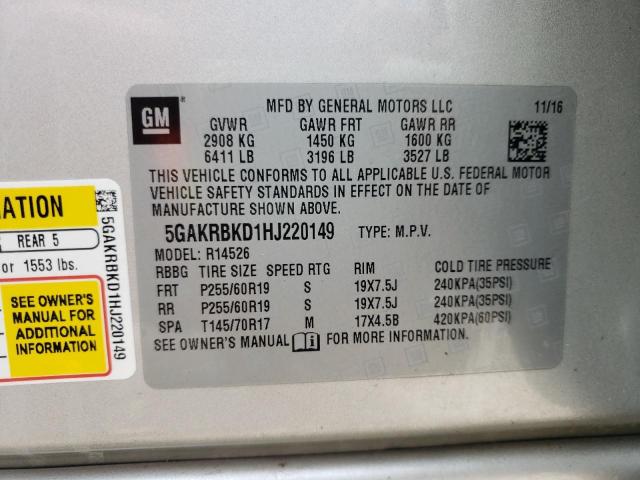 GM
MFD BY GENERAL MOTORS LLC 11/16
GVWR GAWR FRT GAWR RR
2908 KG 1450 KG 1600 KG
6411 LB 3196 LB 3527 LB
THIS VEHICLE CONFORMS TO ALL APPLICABLE U.S. FEDERAL MOTOR
VEHICLE SAFETY STANDARDS IN EFFECT ON THE DATE OF
MANUFACTURE SHOWN ABOVE.
5GAKRBKD1HJ220149 TYPE: M.P.V.
MODEL: R14526
RBBG TIRE SIZE SPEED RTG RIM COLD TIRE PRESSURE
FRT P255/60R19 S 19X7.5J 240KPA(35PSI)
RR P255/60R19 S 19X7.5J 240KPA(35PSI)
SPA T145/70R17 M 17X4.5B 420KPA(60PSI)
SEE OWNER'S MANUAL FOR MORE INFORMATION.
REAR 5
or 1553 lbs.
SEE OWNER'S
MANUAL FOR
ADDITIONAL
INFORMATION
5GAKRBKD1HJ220149